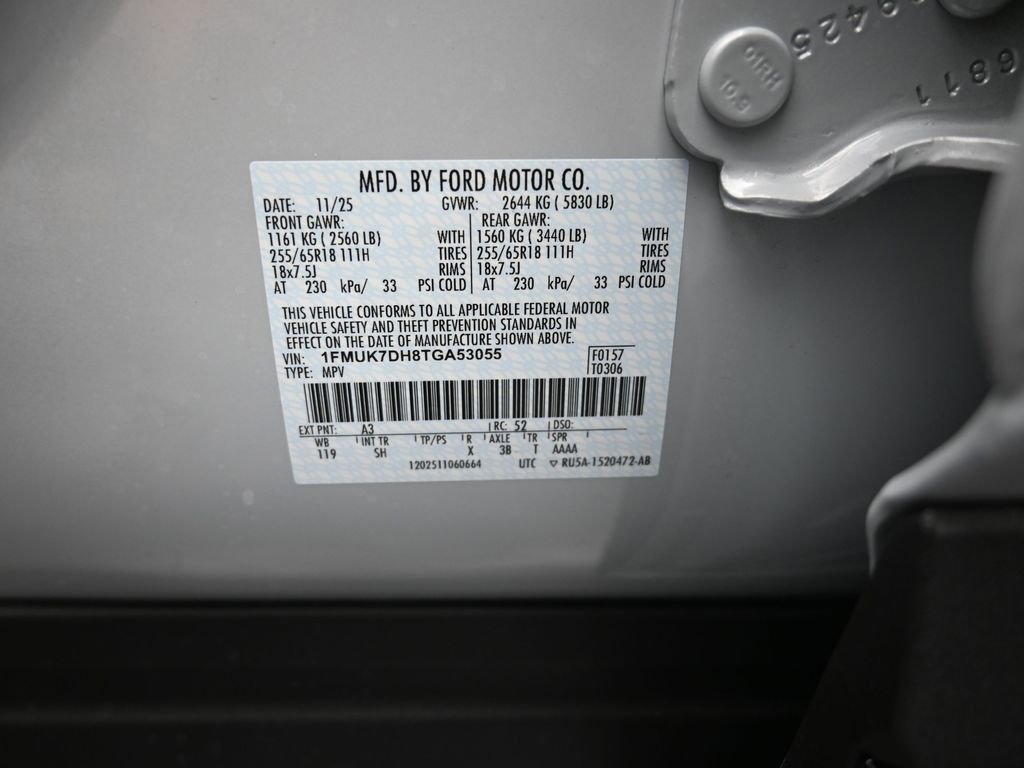 9425
6811
61RH
10.9
MFD. BY FORD MOTOR CO.
DATE: 11/25 GVWR: 2644 KG ( 5830 LB)
FRONT GAWR: REAR GAWR:
1161 KG ( 2560 LB) WITH 1560 KG ( 3440 LB) WITH
255/65R18 111H TIRES 255/65R18 111H TIRES
18x7.5J RIMS 18x7.5J RIMS
AT 230 kPa/ 33 PSI COLD AT 230 kPa/ 33 PSI COLD
THIS VEHICLE CONFORMS TO ALL APPLICABLE FEDERAL MOTOR
VEHICLE SAFETY AND THEFT PREVENTION STANDARDS IN
EFFECT ON THE DATE OF MANUFACTURE SHOWN ABOVE.
VIN: 1FMUK7DH8TGA53055 F0157
TYPE: MPV T0306
EXT PNT: A3 RC: 52 DSO:
WB INT TR TP/PS R AXLE TR SPR
119 SH X 3B T AAAA
1202511060664 UTC ▽ RU5A-1520472-AB